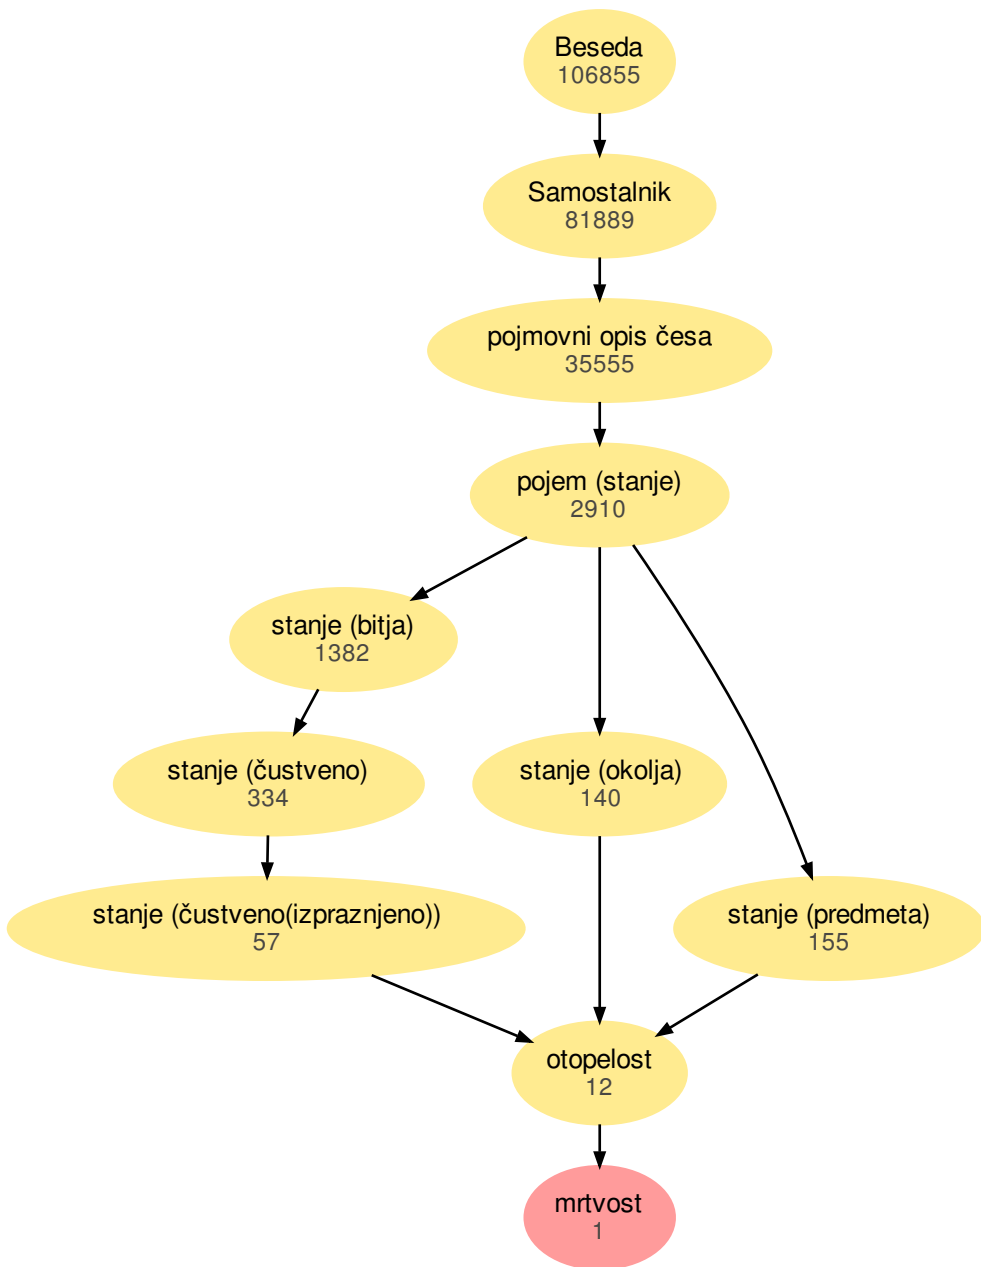 Beseda
106855
Samostalnik
81889
pojmovni opis česa
35555
pojem (stanje)
2910
stanje (bitja)
1382
stanje (čustveno)
334
stanje (okolja)
140
stanje (čustveno(izpraznjeno))
57
stanje (predmeta)
155
otopelost
12
mrtvost
1